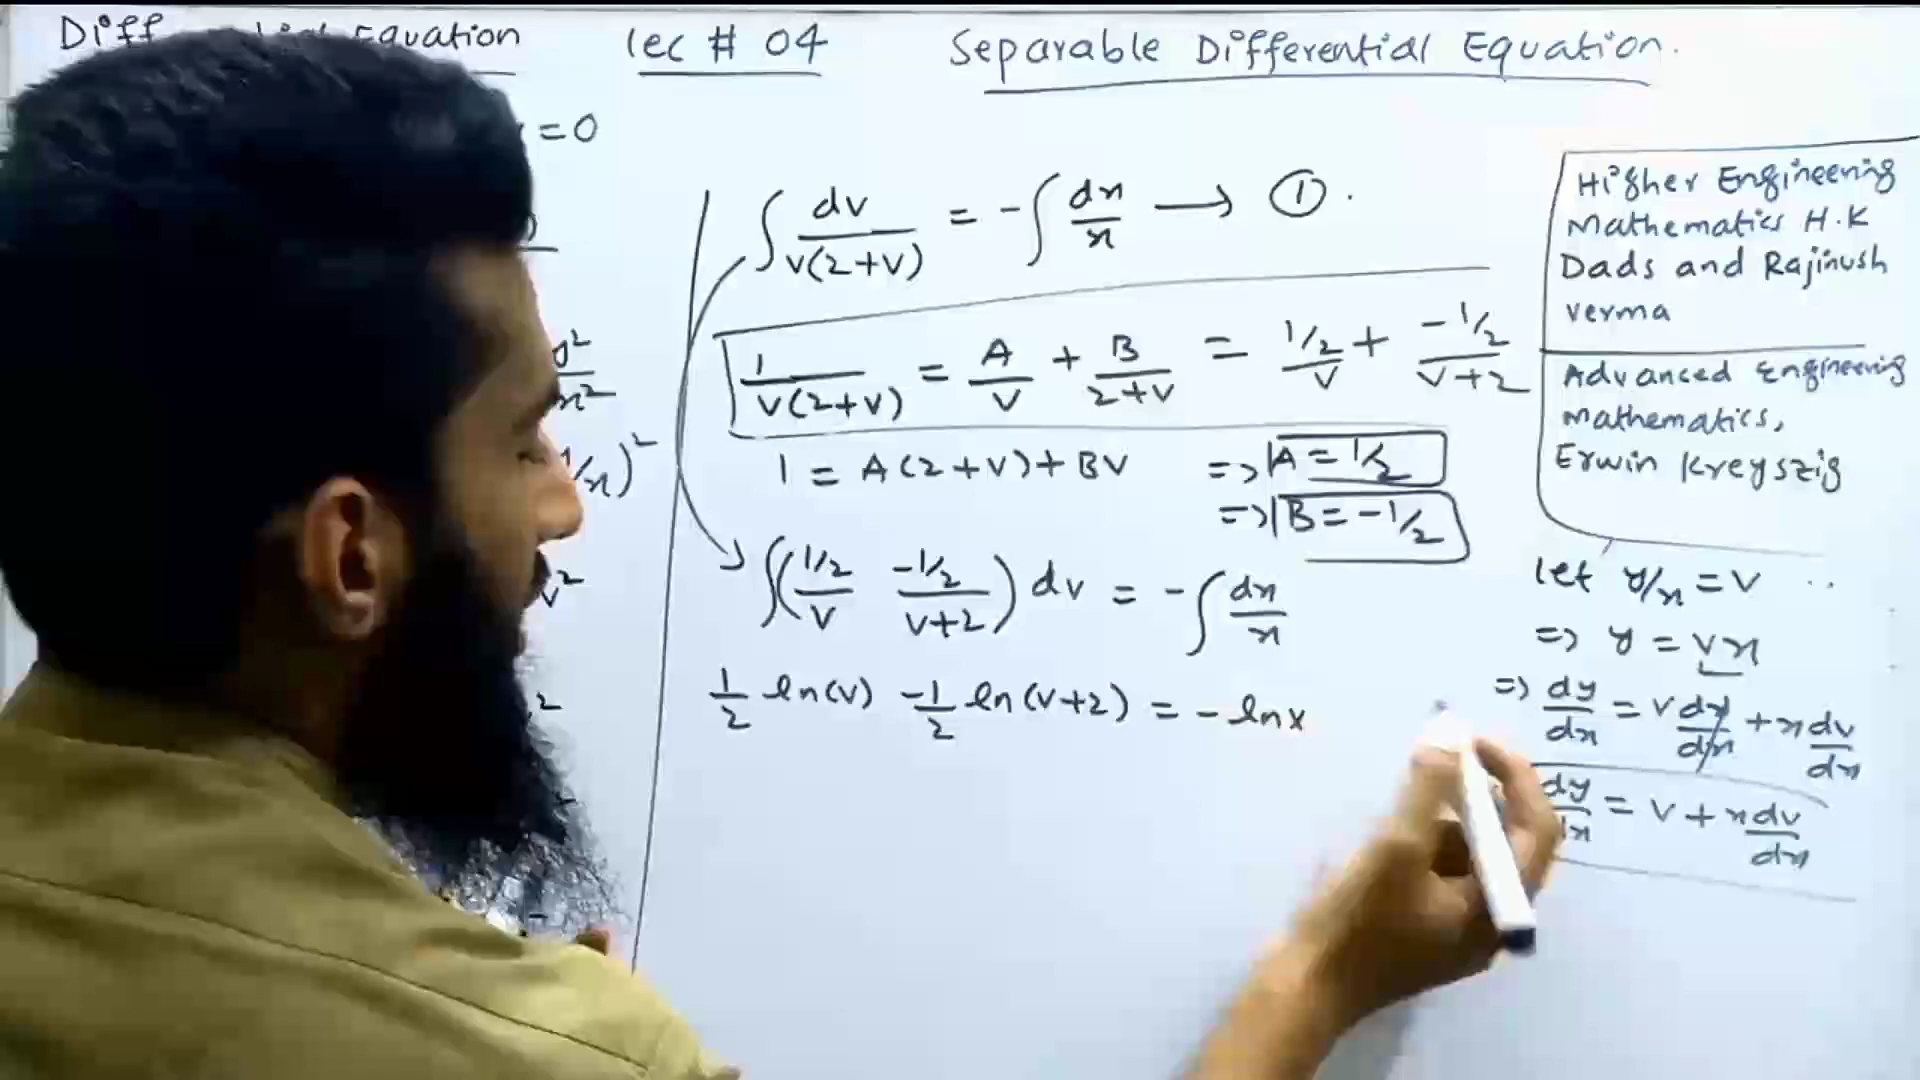 Equation lec # 04 Separable Differential Equation.
= 0
∫ dv/v(2+v) = -∫ dx/x → ①.
1/v(2+v) = A/v + B/2+v = 1/2/v + -1/2/v+2
1 = A(2+v)+BV => A = 1/2
=> B = -1/2
∫(1/2/v -1/2/v+2) dv = -∫ dx/x
1/2 ln(v) -1/2 ln(v+2) = - lnx
Higher Engineering
Mathematics H.K
Dads and Rajinush
verma
Advanced Engineering
Mathematics,
Erwin Kreyszig
let y/x = v
=> y = vx
=> dy/dx = v dx/dx + x dv/dx
dy/dx = v + x dv/dx